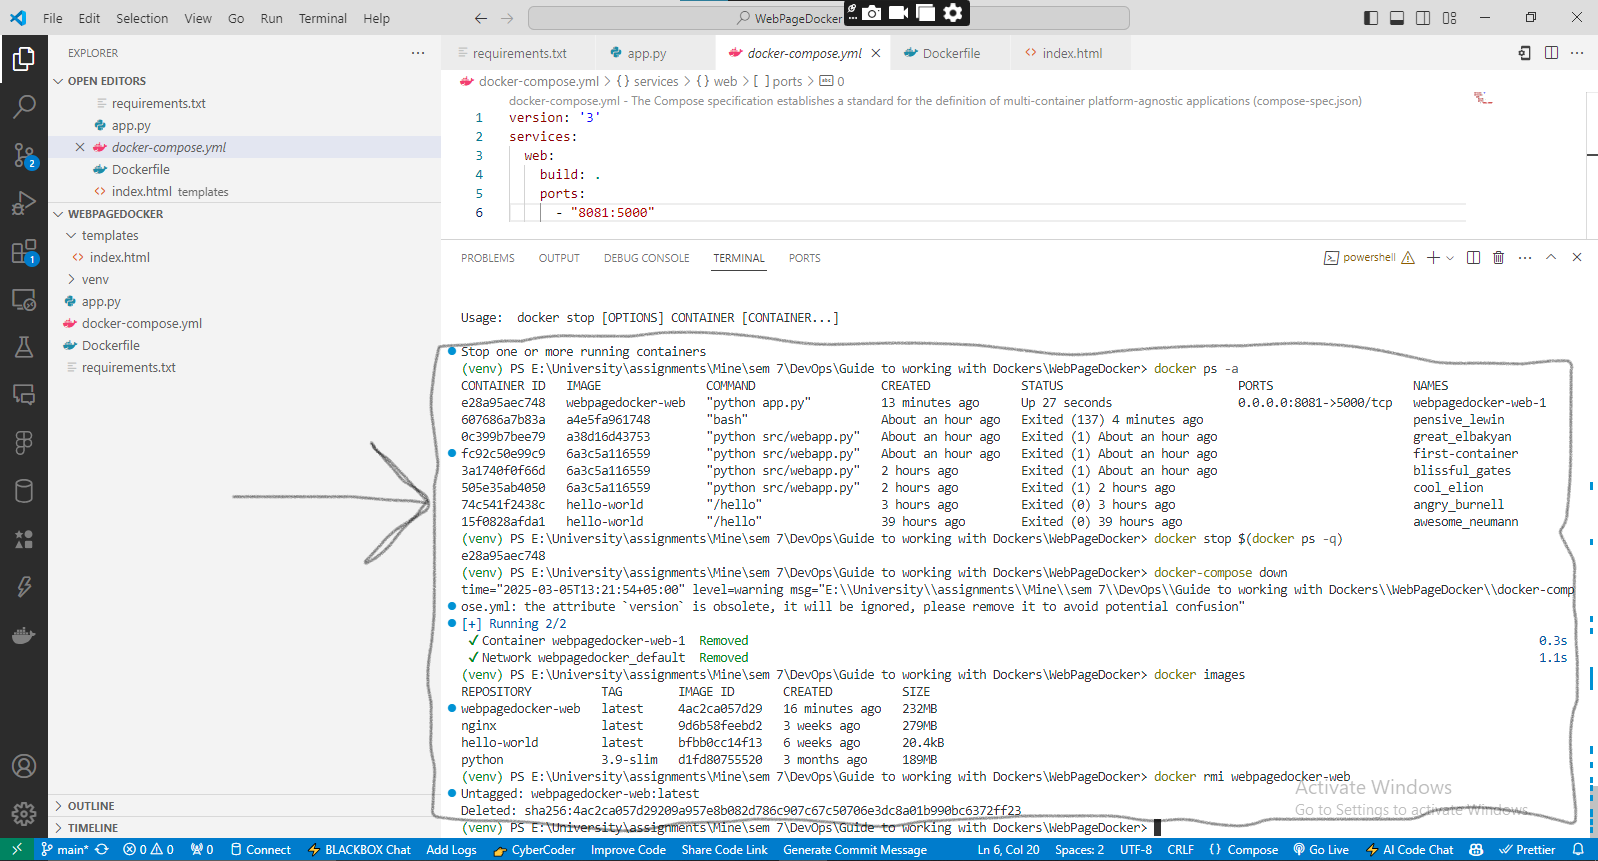 File Edit Selection View Go Run Terminal Help
WebPageDocker
EXPLORER
OPEN EDITORS
requirements.txt
app.py
docker-compose.yml
Dockerfile
index.html templates
WEBPAGEDOCKER
templates
index.html
venv
app.py
docker-compose.yml
Dockerfile
requirements.txt
OUTLINE
TIMELINE
2
1
requirements.txt app.py docker-compose.yml Dockerfile index.html
docker-compose.yml > {} services > {} web > [ ] ports > abc 0
docker-compose.yml - The Compose specification establishes a standard for the definition of multi-container platform-agnostic applications (compose-spec.json)
1 version: '3'
2 services:
3 web:
4 build: .
5 ports:
6 - "8081:5000"
PROBLEMS OUTPUT DEBUG CONSOLE TERMINAL PORTS powershell
Usage: docker stop [OPTIONS] CONTAINER [CONTAINER...]
Stop one or more running containers
(venv) PS E:\University\assignments\Mine\sem 7\DevOps\Guide to working with Dockers\WebPageDocker> docker ps -a
CONTAINER ID IMAGE COMMAND CREATED STATUS PORTS NAMES
e28a95aec748 webpagedocker-web "python app.py" 13 minutes ago Up 27 seconds 0.0.0.0:8081->5000/tcp webpagedocker-web-1
607686a7b83a a4e5fa961748 "bash" About an hour ago Exited (137) 4 minutes ago pensive_lewin
0c399b7bee79 a38d16d43753 "python src/webapp.py" About an hour ago Exited (1) About an hour ago great_elbakyan
fc92c50e99c9 6a3c5a116559 "python src/webapp.py" About an hour ago Exited (1) About an hour ago first-container
3a1740f0f66d 6a3c5a116559 "python src/webapp.py" 2 hours ago Exited (1) About an hour ago blissful_gates
505e35ab4050 6a3c5a116559 "python src/webapp.py" 2 hours ago Exited (1) 2 hours ago cool_elion
74c541f2438c hello-world "/hello" 3 hours ago Exited (0) 3 hours ago angry_burnell
15f0828afda1 hello-world "/hello" 39 hours ago Exited (0) 39 hours ago awesome_neumann
(venv) PS E:\University\assignments\Mine\sem 7\DevOps\Guide to working with Dockers\WebPageDocker> docker stop $(docker ps -q)
e28a95aec748
(venv) PS E:\University\assignments\Mine\sem 7\DevOps\Guide to working with Dockers\WebPageDocker> docker-compose down
time="2025-03-05T13:21:54+05:00" level=warning msg="E:\\University\\assignments\\Mine\\sem 7\\DevOps\\Guide to working with Dockers\\WebPageDocker\\docker-comp
ose.yml: the attribute `version` is obsolete, it will be ignored, please remove it to avoid potential confusion"
[+] Running 2/2
✔ Container webpagedocker-web-1 Removed 0.3s
✔ Network webpagedocker_default Removed 1.1s
(venv) PS E:\University\assignments\Mine\sem 7\DevOps\Guide to working with Dockers\WebPageDocker> docker images
REPOSITORY TAG IMAGE ID CREATED SIZE
webpagedocker-web latest 4ac2ca057d29 16 minutes ago 232MB
nginx latest 9d6b58feebd2 3 weeks ago 279MB
hello-world latest bfbb0cc14f13 6 weeks ago 20.4kB
python 3.9-slim d1fd80755520 3 months ago 189MB
(venv) PS E:\University\assignments\Mine\sem 7\DevOps\Guide to working with Dockers\WebPageDocker> docker rmi webpagedocker-web
Untagged: webpagedocker-web:latest
Deleted: sha256:4ac2ca057d29209a957e8b082d786c907c67c50706e3dc8a01b990bc6372ff23
(venv) PS E:\University\assignments\Mine\sem 7\DevOps\Guide to working with Dockers\WebPageDocker>
Activate Windows
Go to Settings to activate Windows.
main* 0 0 0 Connect BLACKBOX Chat Add Logs CyberCoder Improve Code Share Code Link Generate Commit Message Ln 6, Col 20 Spaces: 2 UTF-8 CRLF {} Compose Go Live AI Code Chat Prettier